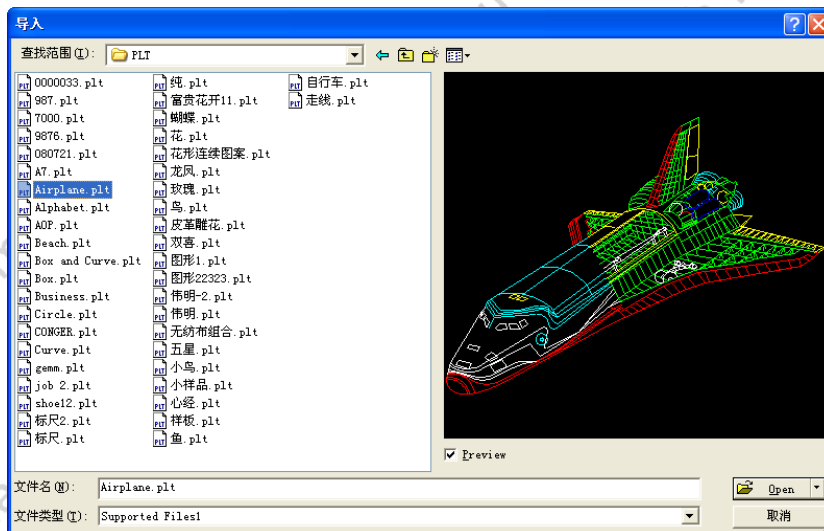 导入
查找范围(I): PLT
0000033.plt
987.plt
7000.plt
9876.plt
080721.plt
A7.plt
Airplane.plt
Alphabet.plt
AOP.plt
Beach.plt
Box and Curve.plt
Box.plt
Business.plt
Circle.plt
CONGER.plt
Curve.plt
gemm.plt
job 2.plt
shoe12.plt
标尺2.plt
标尺.plt
纯.plt
富贵花开11.plt
蝴蝶.plt
花.plt
花形连续图案.plt
龙凤.plt
玫瑰.plt
鸟.plt
皮革雕花.plt
双喜.plt
图形1.plt
图形22323.plt
伟明-2.plt
伟明.plt
无纺布组合.plt
五星.plt
小鸟.plt
小样品.plt
心经.plt
祥板.plt
鱼.plt
自行车.plt
走线.plt
Preview
文件名(N): Airplane.plt
Open
文件类型(T): Supported Files1
取消